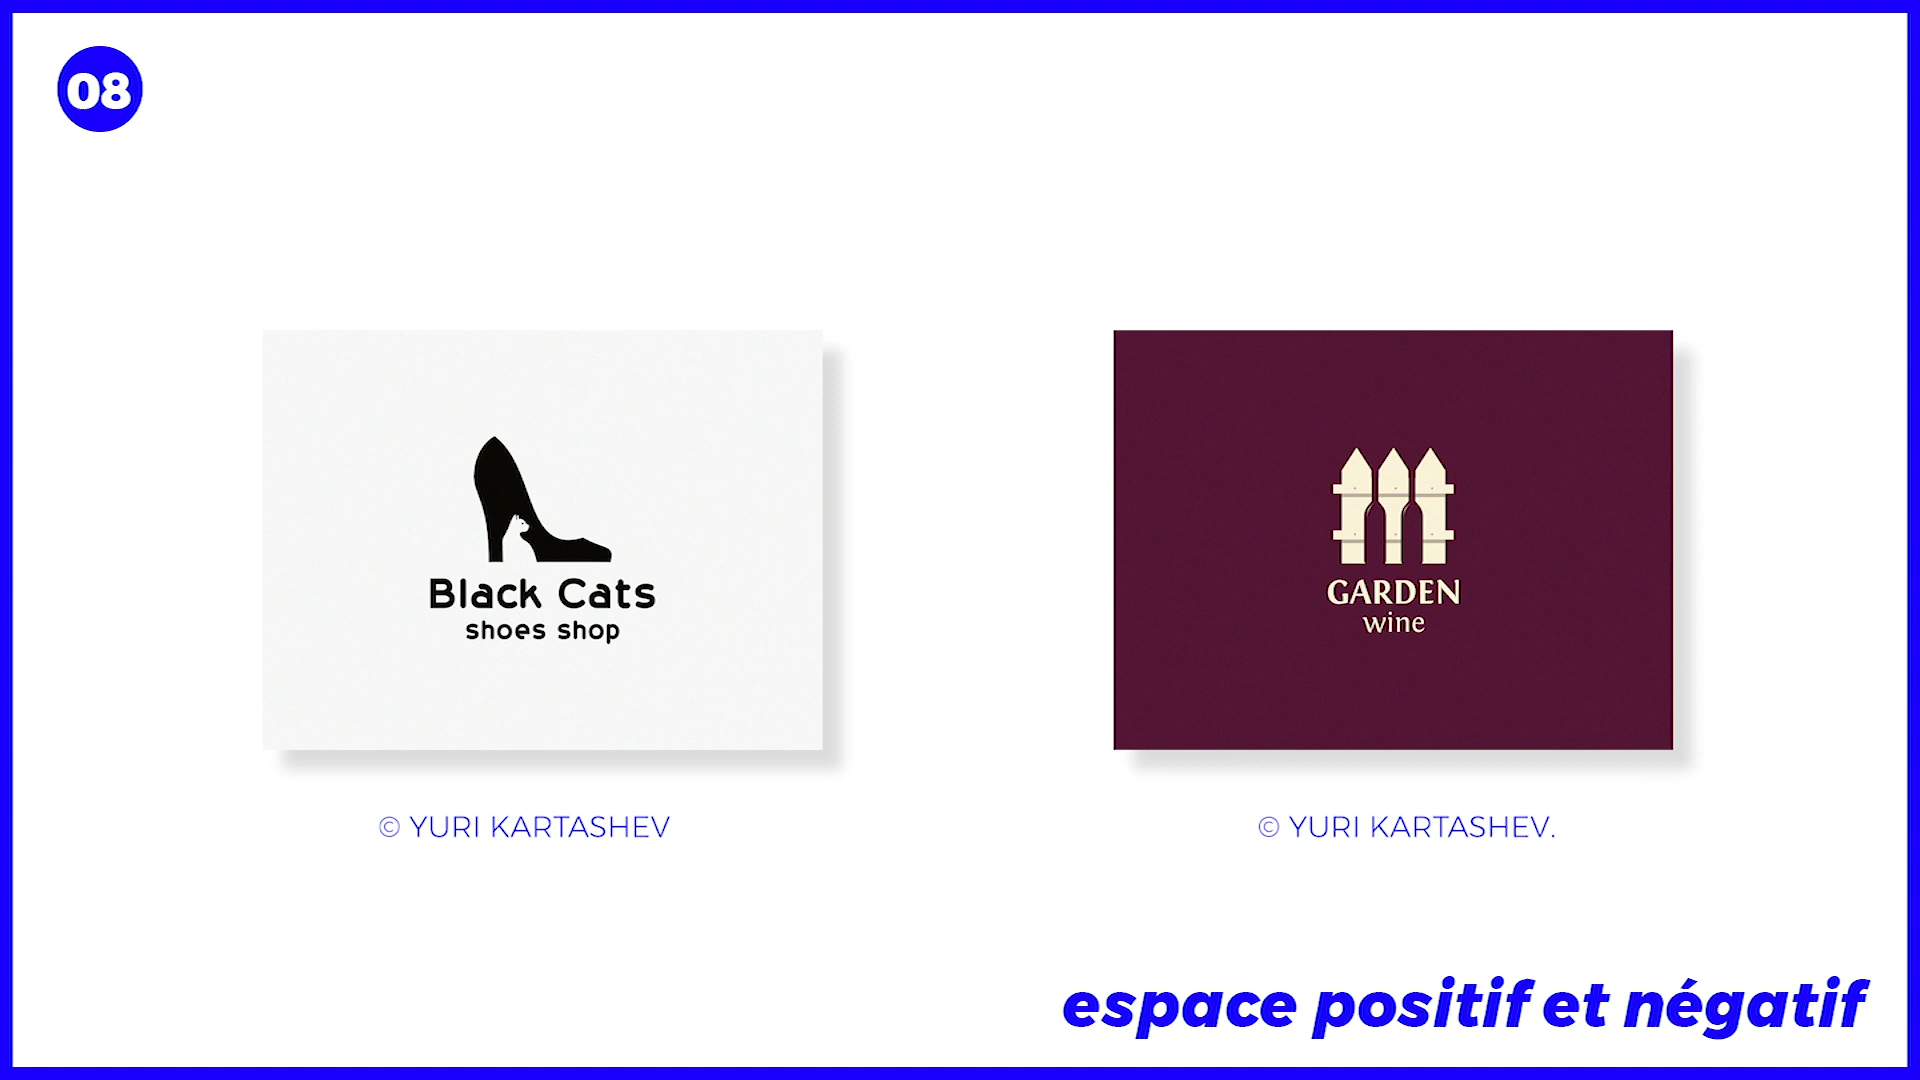 08
Black Cats
shoes shop
GARDEN
wine
© YURI KARTASHEV
© YURI KARTASHEV.
espace positif et négatif